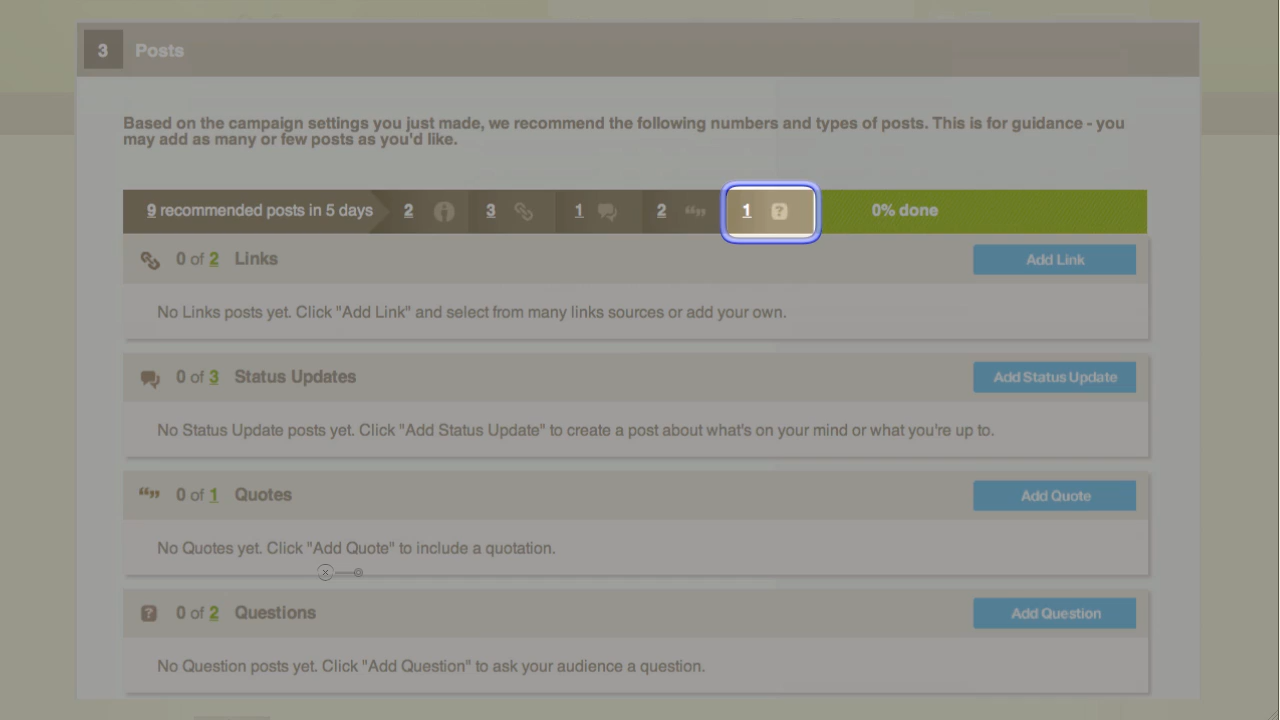 3 Posts
Based on the campaign settings you just made, we recommend the following numbers and types of posts. This is for guidance - you
may add as many or few posts as you'd like.
9 recommended posts in 5 days 2 3 1 2 1 0% done
0 of 2 Links Add Link
No Links posts yet. Click "Add Link" and select from many links sources or add your own.
0 of 3 Status Updates Add Status Update
No Status Update posts yet. Click "Add Status Update" to create a post about what's on your mind or what you're up to.
0 of 1 Quotes Add Quote
No Quotes yet. Click "Add Quote" to include a quotation.
0 of 2 Questions Add Question
No Question posts yet. Click "Add Question" to ask your audience a question.